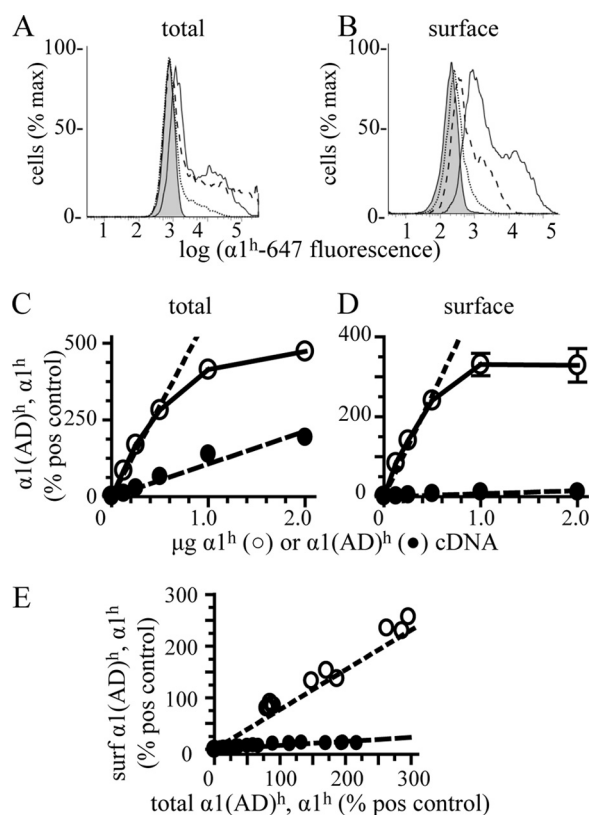 A total B surface
100- 100-
cells (% max) cells (% max)
50- 50-
0- 0-
1 2 3 4 5 1 2 3 4 5
log (α1ʰ-647 fluorescence)
C total D surface
α1(AD)ʰ, α1ʰ
(% pos control)
500 400
250 200
0 0
0 1.0 2.0 0 1.0 2.0
μg α1ʰ (○) or α1(AD)ʰ (●) cDNA
E
surf α1(AD)ʰ, α1ʰ
(% pos control)
300
200
100
0
0 100 200 300
total α1(AD)ʰ, α1ʰ (% pos control)